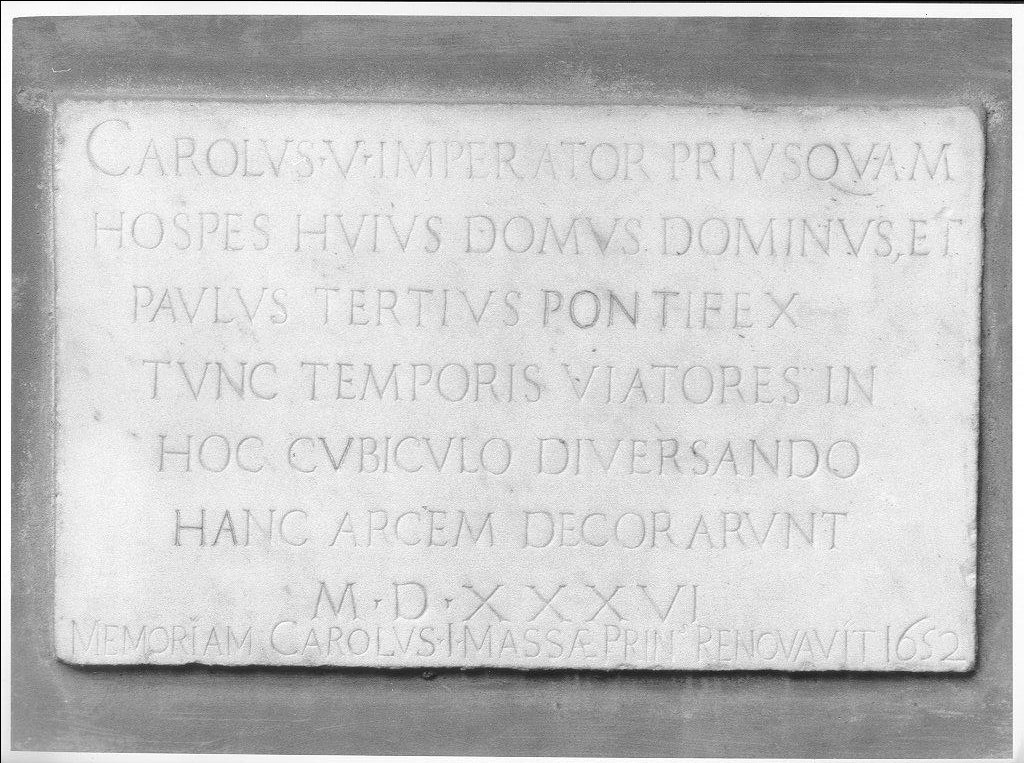 CAROLVS·V·IMPERATOR PRIVSQVA·M
HOSPES HVIVS DOMVS DOMINVS, ET
PAVLVS TERTIVS PONTIFEX
TVNC TEMPORIS VIATORES IN
HOC CVBICVLO DIVERSANDO
HANC ARCEM DECORARVNT
M·D·XXXVI
MEMORIAM CAROLVS·I·MASSÆ PRIN˜ RENOVAVIT 1652